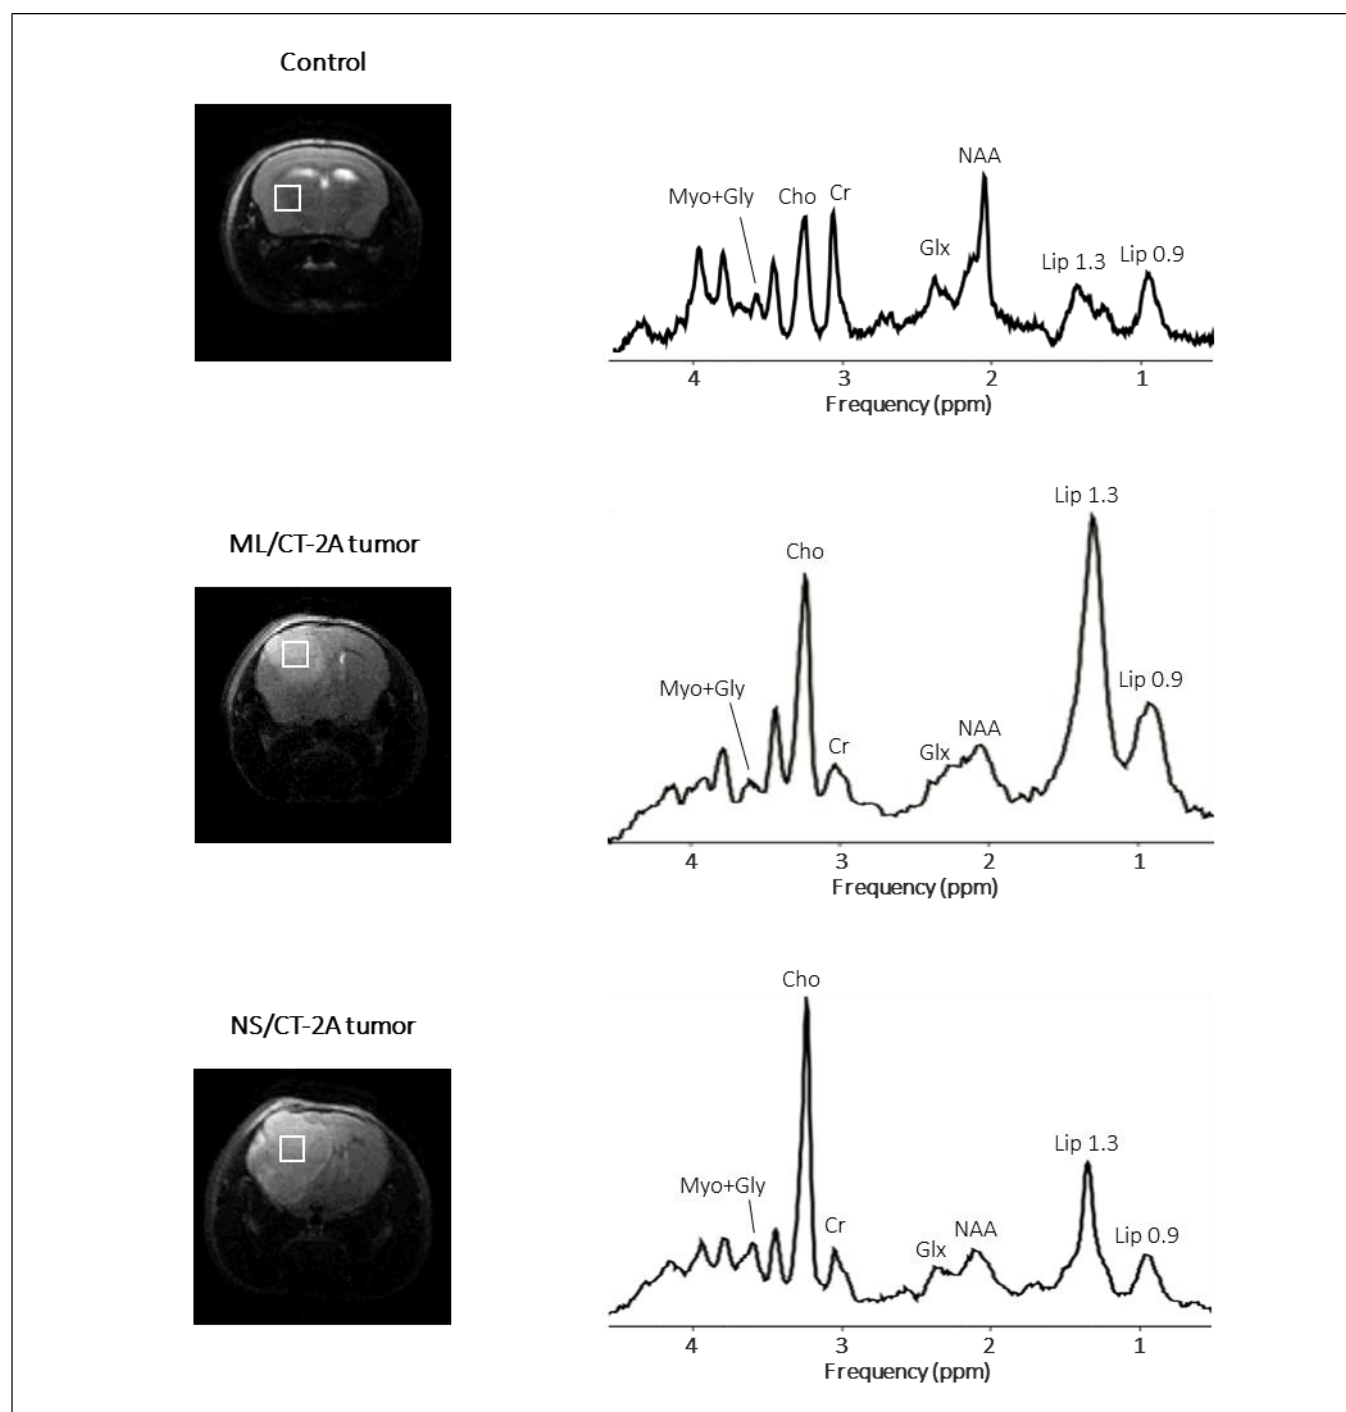 Control
NAA
Myo+Gly
Cho
Cr
Glx
Lip 1.3
Lip 0.9
4 3 2 1
Frequency (ppm)
Lip 1.3
ML/CT-2A tumor
Cho
Myo+Gly
Lip 0.9
Cr
Glx
NAA
4 3 2 1
Frequency (ppm)
Cho
NS/CT-2A tumor
Lip 1.3
Myo+Gly
Cr
Glx
NAA
Lip 0.9
4 3 2 1
Frequency (ppm)